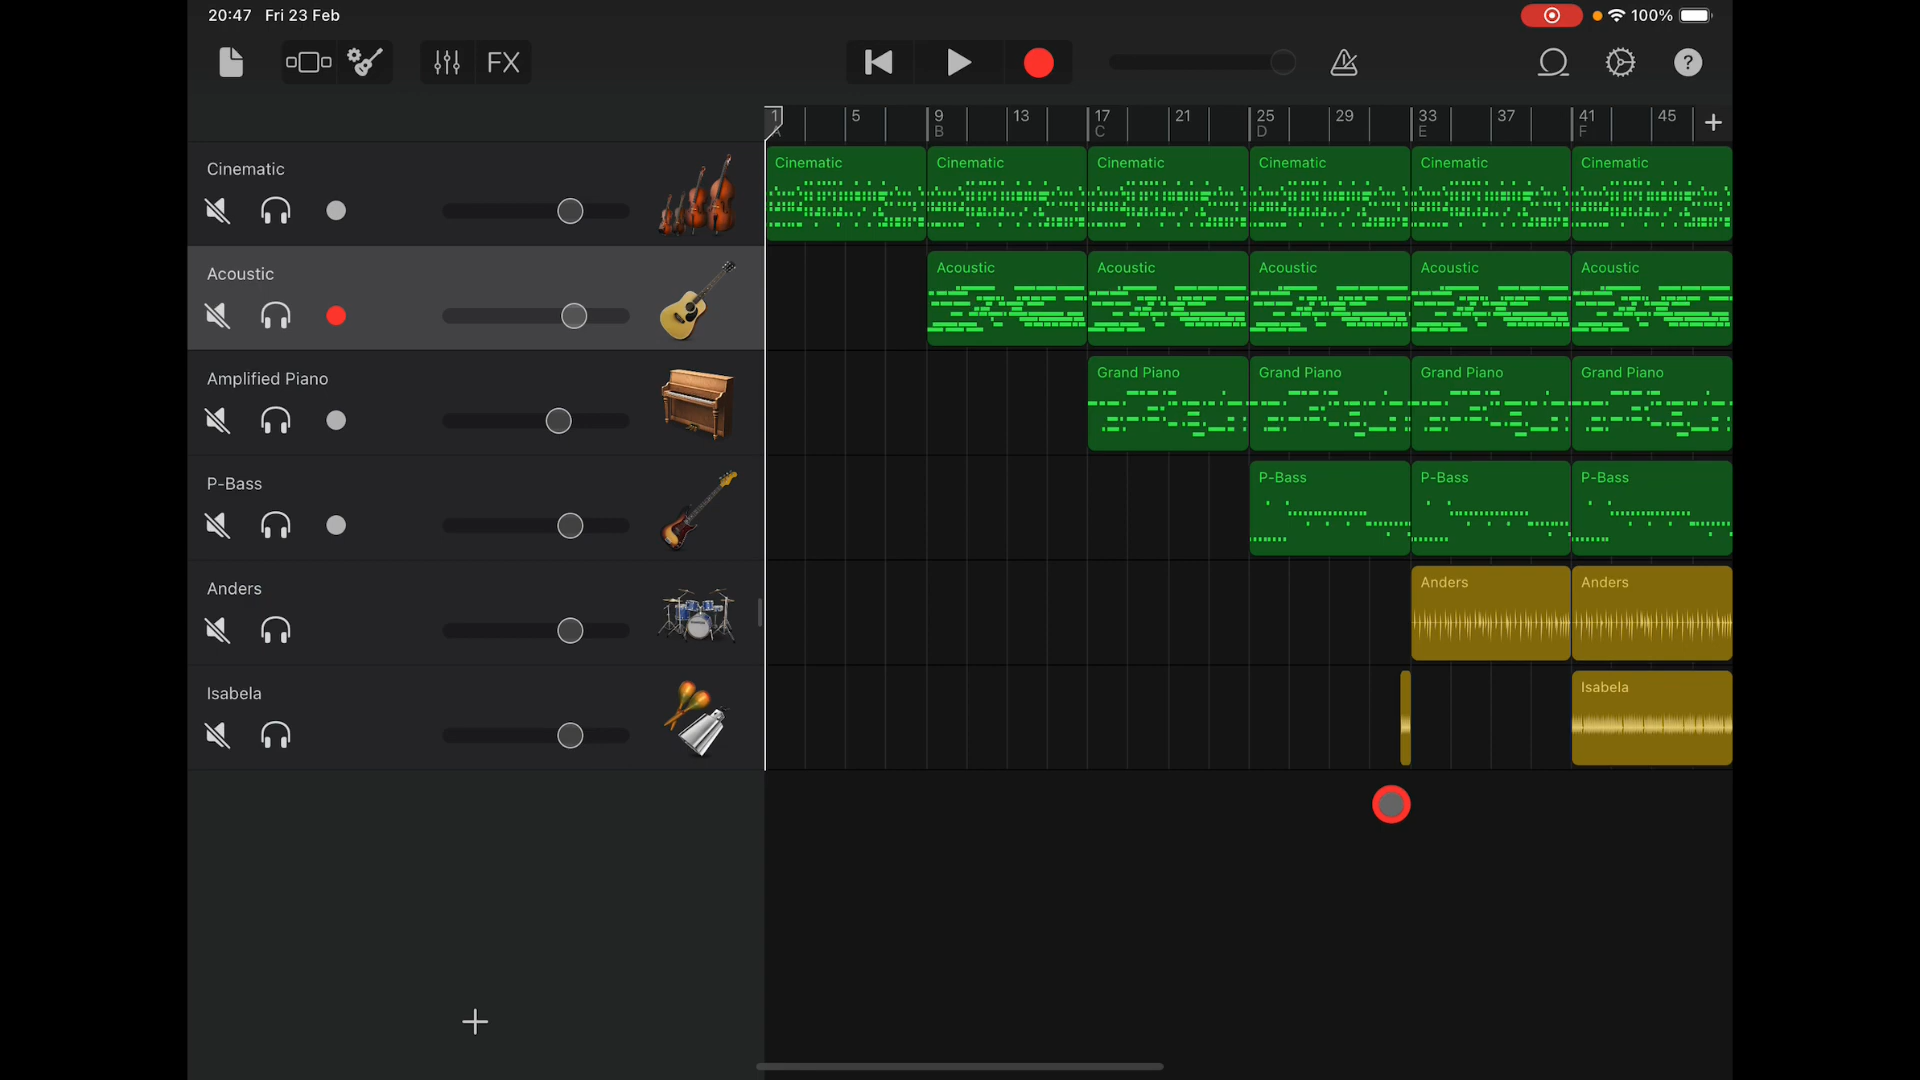 20:47 Fri 23 Feb
100%
FX
?
1 5 9 13 17 21 25 29 33 37 41 45 +
A B C D E F
Cinematic
Cinematic Cinematic Cinematic Cinematic Cinematic Cinematic
Acoustic
Acoustic Acoustic Acoustic Acoustic Acoustic
Amplified Piano
Grand Piano Grand Piano Grand Piano Grand Piano
P-Bass
P-Bass P-Bass P-Bass
Anders
Anders Anders
Isabela
Isabela
+